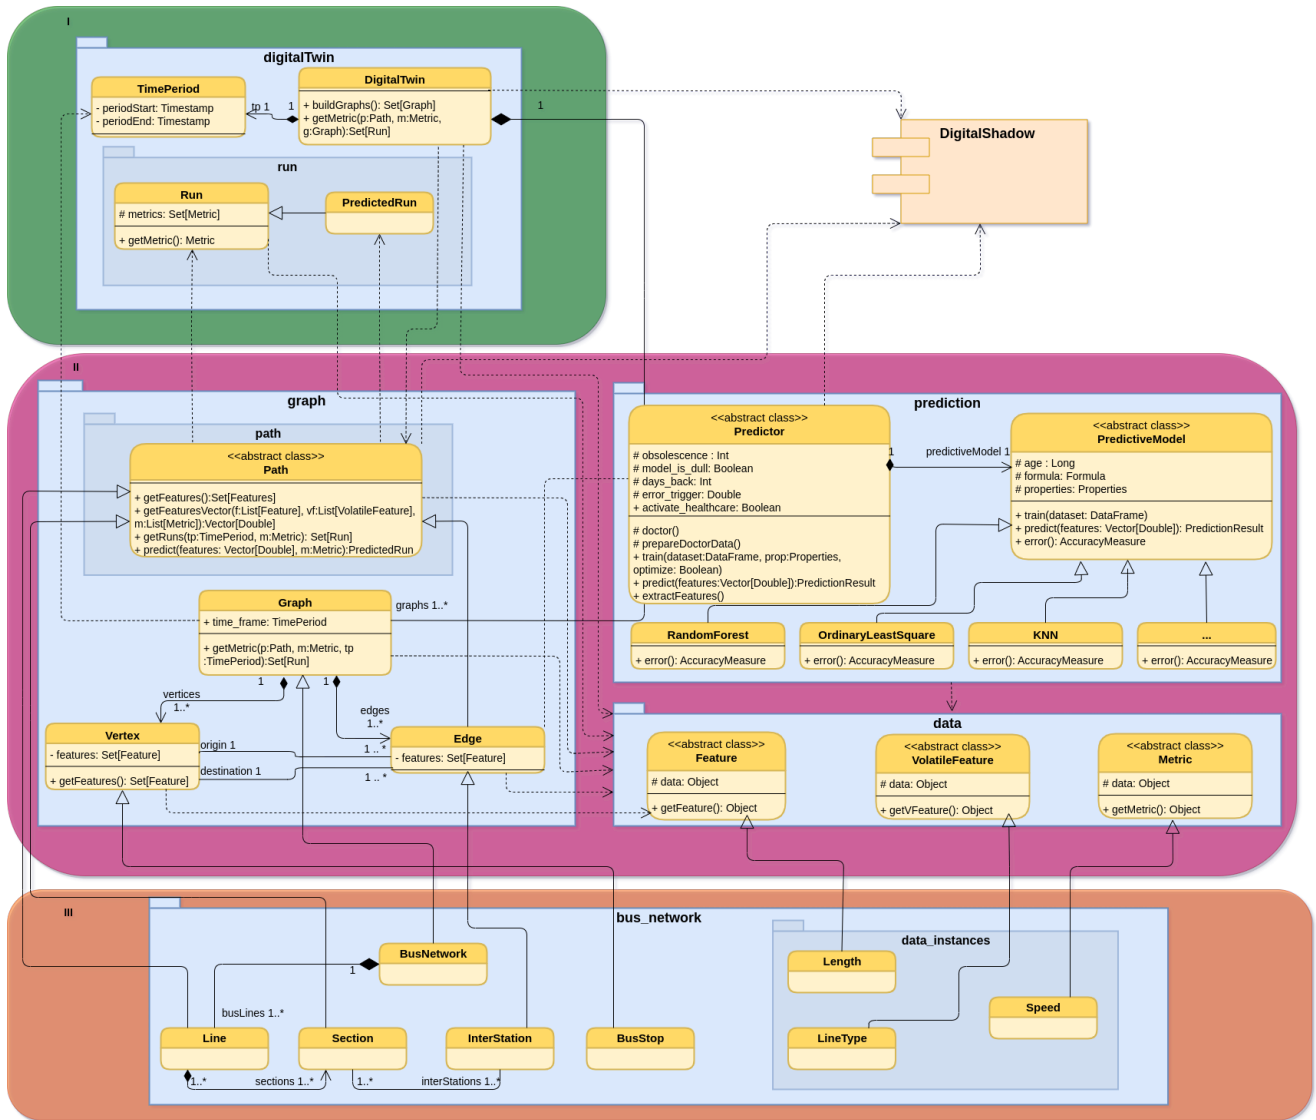 I
digitalTwin
TimePeriod
- periodStart: Timestamp
- periodEnd: Timestamp
tp 1
1
DigitalTwin
+ buildGraphs(): Set[Graph]
+ getMetric(p:Path, m:Metric,
g:Graph):Set[Run]
1
DigitalShadow
run
Run
# metrics: Set[Metric]
+ getMetric(): Metric
PredictedRun
II
graph
path
<<abstract class>>
Path
+ getFeatures():Set[Features]
+ getFeaturesVector(f:List[Feature], vf:List[VolatileFeature],
m:List[Metric]):Vector[Double]
+ getRuns(tp:TimePeriod, m:Metric): Set[Run]
+ predict(features: Vector[Double], m:Metric):PredictedRun
Graph
+ time_frame: TimePeriod
+ getMetric(p:Path, m:Metric, tp
:TimePeriod):Set[Run]
graphs 1..*
1
1
vertices
1..*
edges
1..*
Vertex
- features: Set[Feature]
+ getFeatures(): Set[Feature]
origin 1
destination 1
1 .. *
1 .. *
Edge
- features: Set[Feature]
prediction
<<abstract class>>
Predictor
# obsolescence : Int
# model_is_dull: Boolean
# days_back: Int
# error_trigger: Double
+ activate_healthcare: Boolean
# doctor()
# prepareDoctorData()
+ train(dataset:DataFrame, prop:Properties,
optimize: Boolean)
+ predict(features:Vector[Double]):PredictionResult
+ extractFeatures()
1
predictiveModel 1
<<abstract class>>
PredictiveModel
# age : Long
# formula: Formula
# properties: Properties
+ train(dataset: DataFrame)
+ predict(features: Vector[Double]): PredictionResult
+ error(): AccuracyMeasure
RandomForest
+ error(): AccuracyMeasure
OrdinaryLeastSquare
+ error(): AccuracyMeasure
KNN
+ error(): AccuracyMeasure
...
+ error(): AccuracyMeasure
data
<<abstract class>>
Feature
# data: Object
+ getFeature(): Object
<<abstract class>>
VolatileFeature
# data: Object
+ getVFeature(): Object
<<abstract class>>
Metric
# data: Object
+ getMetric(): Object
III
bus_network
BusNetwork
1
busLines 1..*
Line
Section
InterStation
BusStop
1..*
sections 1..*
1..*
interStations 1..*
data_instances
Length
LineType
Speed